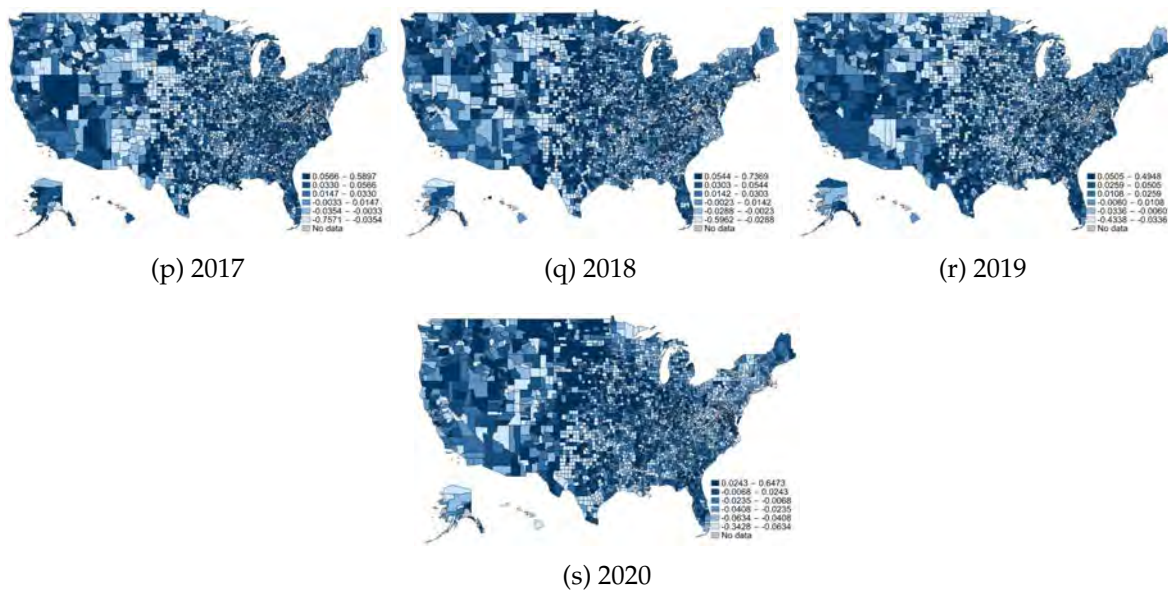 0.0566 – 0.5897
0.0330 – 0.0566
0.0147 – 0.0330
-0.0033 – 0.0147
-0.0354 – -0.0033
-0.7571 – -0.0354
No data
(p) 2017
0.0544 – 0.7369
0.0303 – 0.0544
0.0142 – 0.0303
-0.0023 – 0.0142
-0.0288 – -0.0023
-0.5962 – -0.0288
No data
(q) 2018
0.0505 – 0.4948
0.0259 – 0.0505
0.0108 – 0.0259
-0.0060 – 0.0108
-0.0336 – -0.0060
-0.4338 – -0.0336
No data
(r) 2019
0.0243 – 0.6473
-0.0068 – 0.0243
-0.0235 – -0.0068
-0.0408 – -0.0235
-0.0634 – -0.0408
-0.3428 – -0.0634
No data
(s) 2020